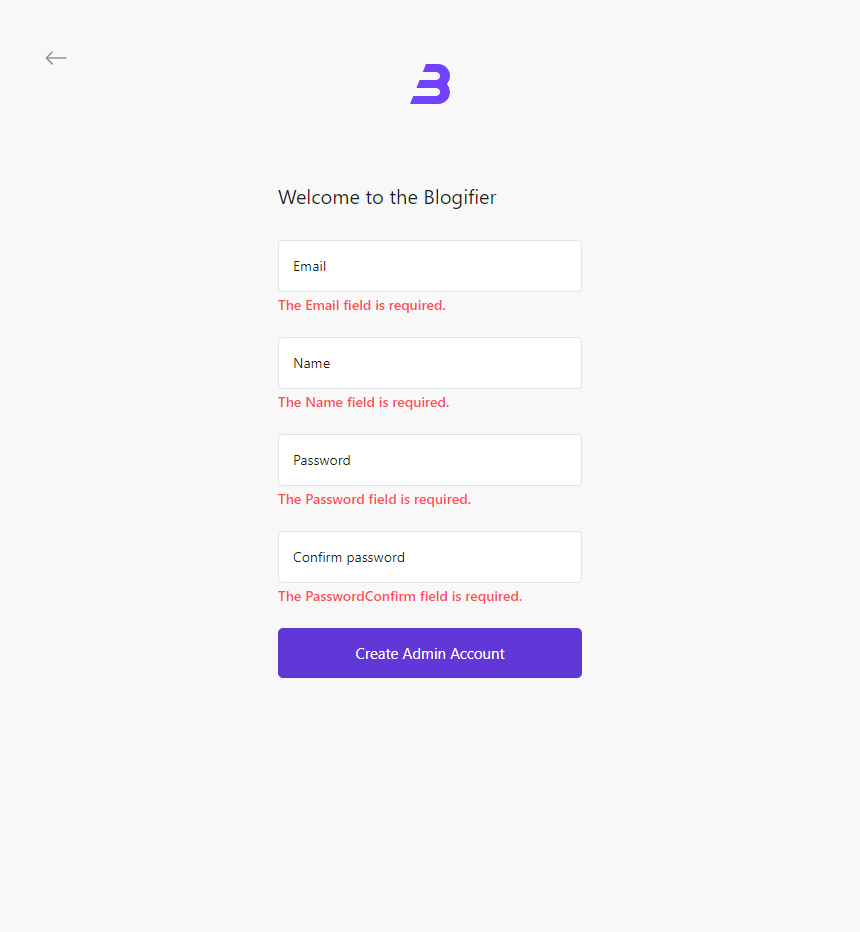 Welcome to the Blogifier
Email
The Email field is required.
Name
The Name field is required.
Password
The Password field is required.
Confirm password
The PasswordConfirm field is required.
Create Admin Account